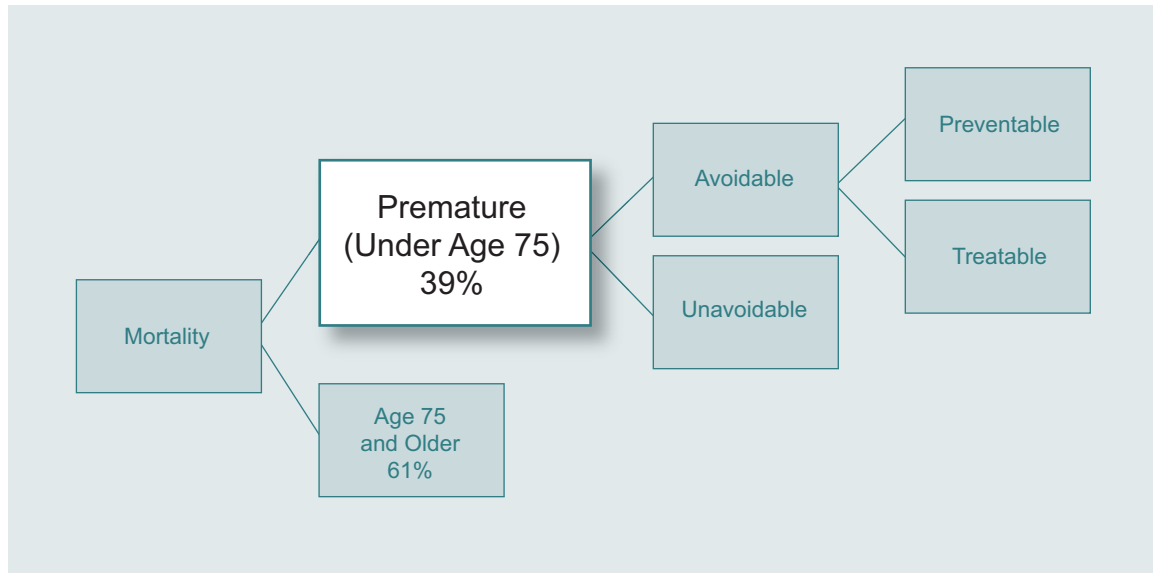 Mortality
Premature
(Under Age 75)
39%
Age 75
and Older
61%
Avoidable
Unavoidable
Preventable
Treatable